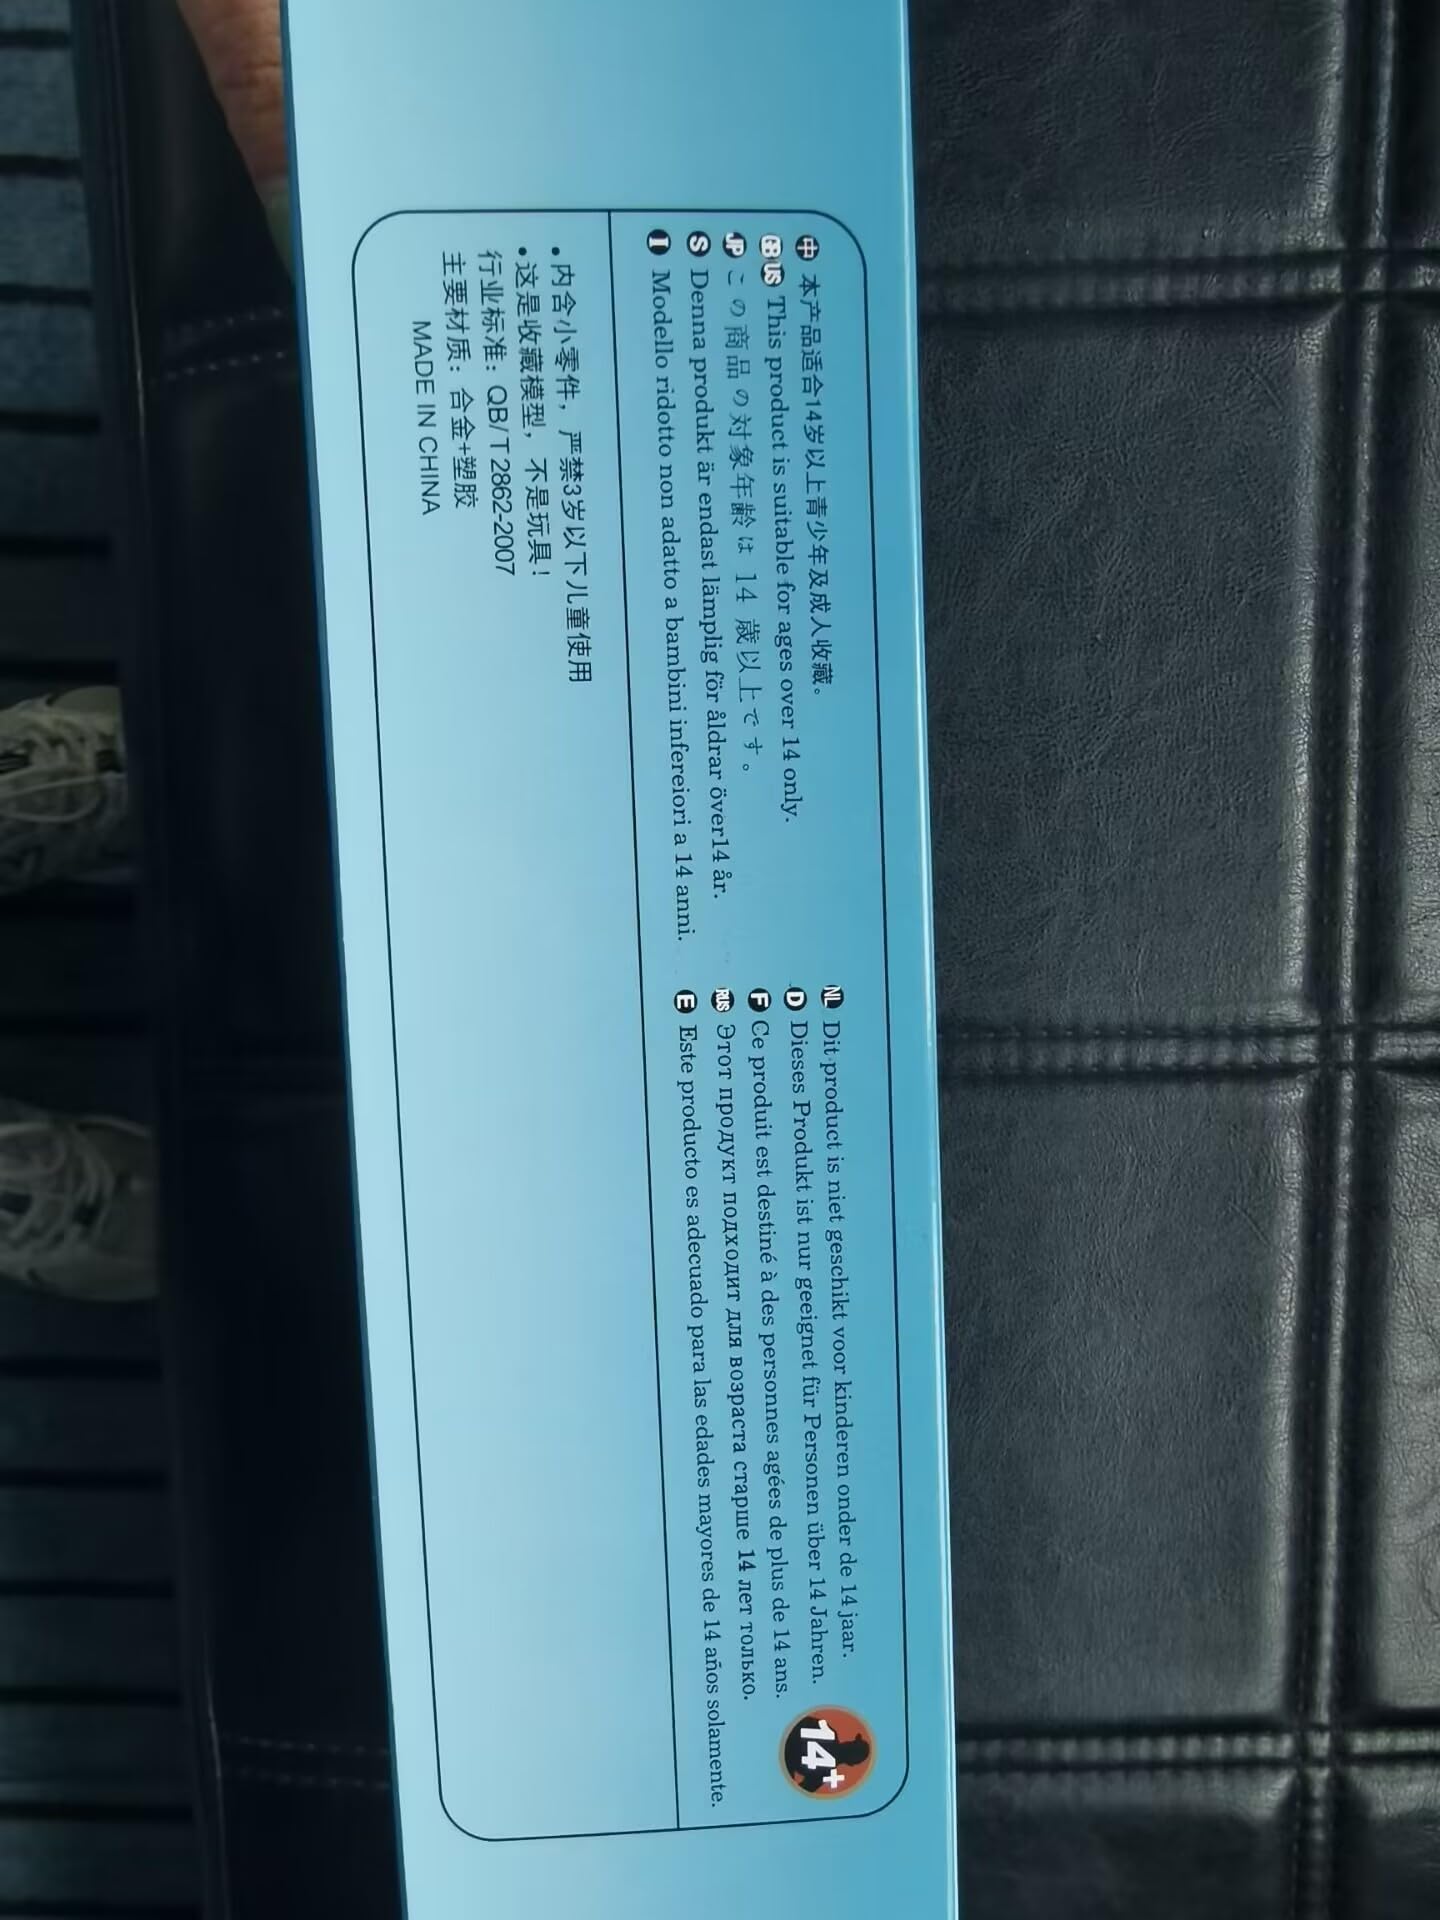 中 本产品适合14岁以上青少年及成人收藏。
GB US This product is suitable for ages over 14 only.
JP この商品の対象年齢は 14 歳以上です。
S Denna produkt är endast lämplig för åldrar över14 år.
I Modello ridotto non adatto a bambini infereiori a 14 anni.
NL Dit product is niet geschikt voor kinderen onder de 14 jaar.
D Dieses Produkt ist nur geeignet für Personen über 14 Jahren.
F Ce produit est destiné à des personnes agées de plus de 14 ans.
RUS Этот продукт подходит для возраста старше 14 лет только.
E Este producto es adecuado para las edades mayores de 14 años solamente.
14+
•内含小零件，严禁3岁以下儿童使用
•这是收藏模型，不是玩具！
行业标准：QB/T 2862-2007
主要材质：合金+塑胶
MADE IN CHINA